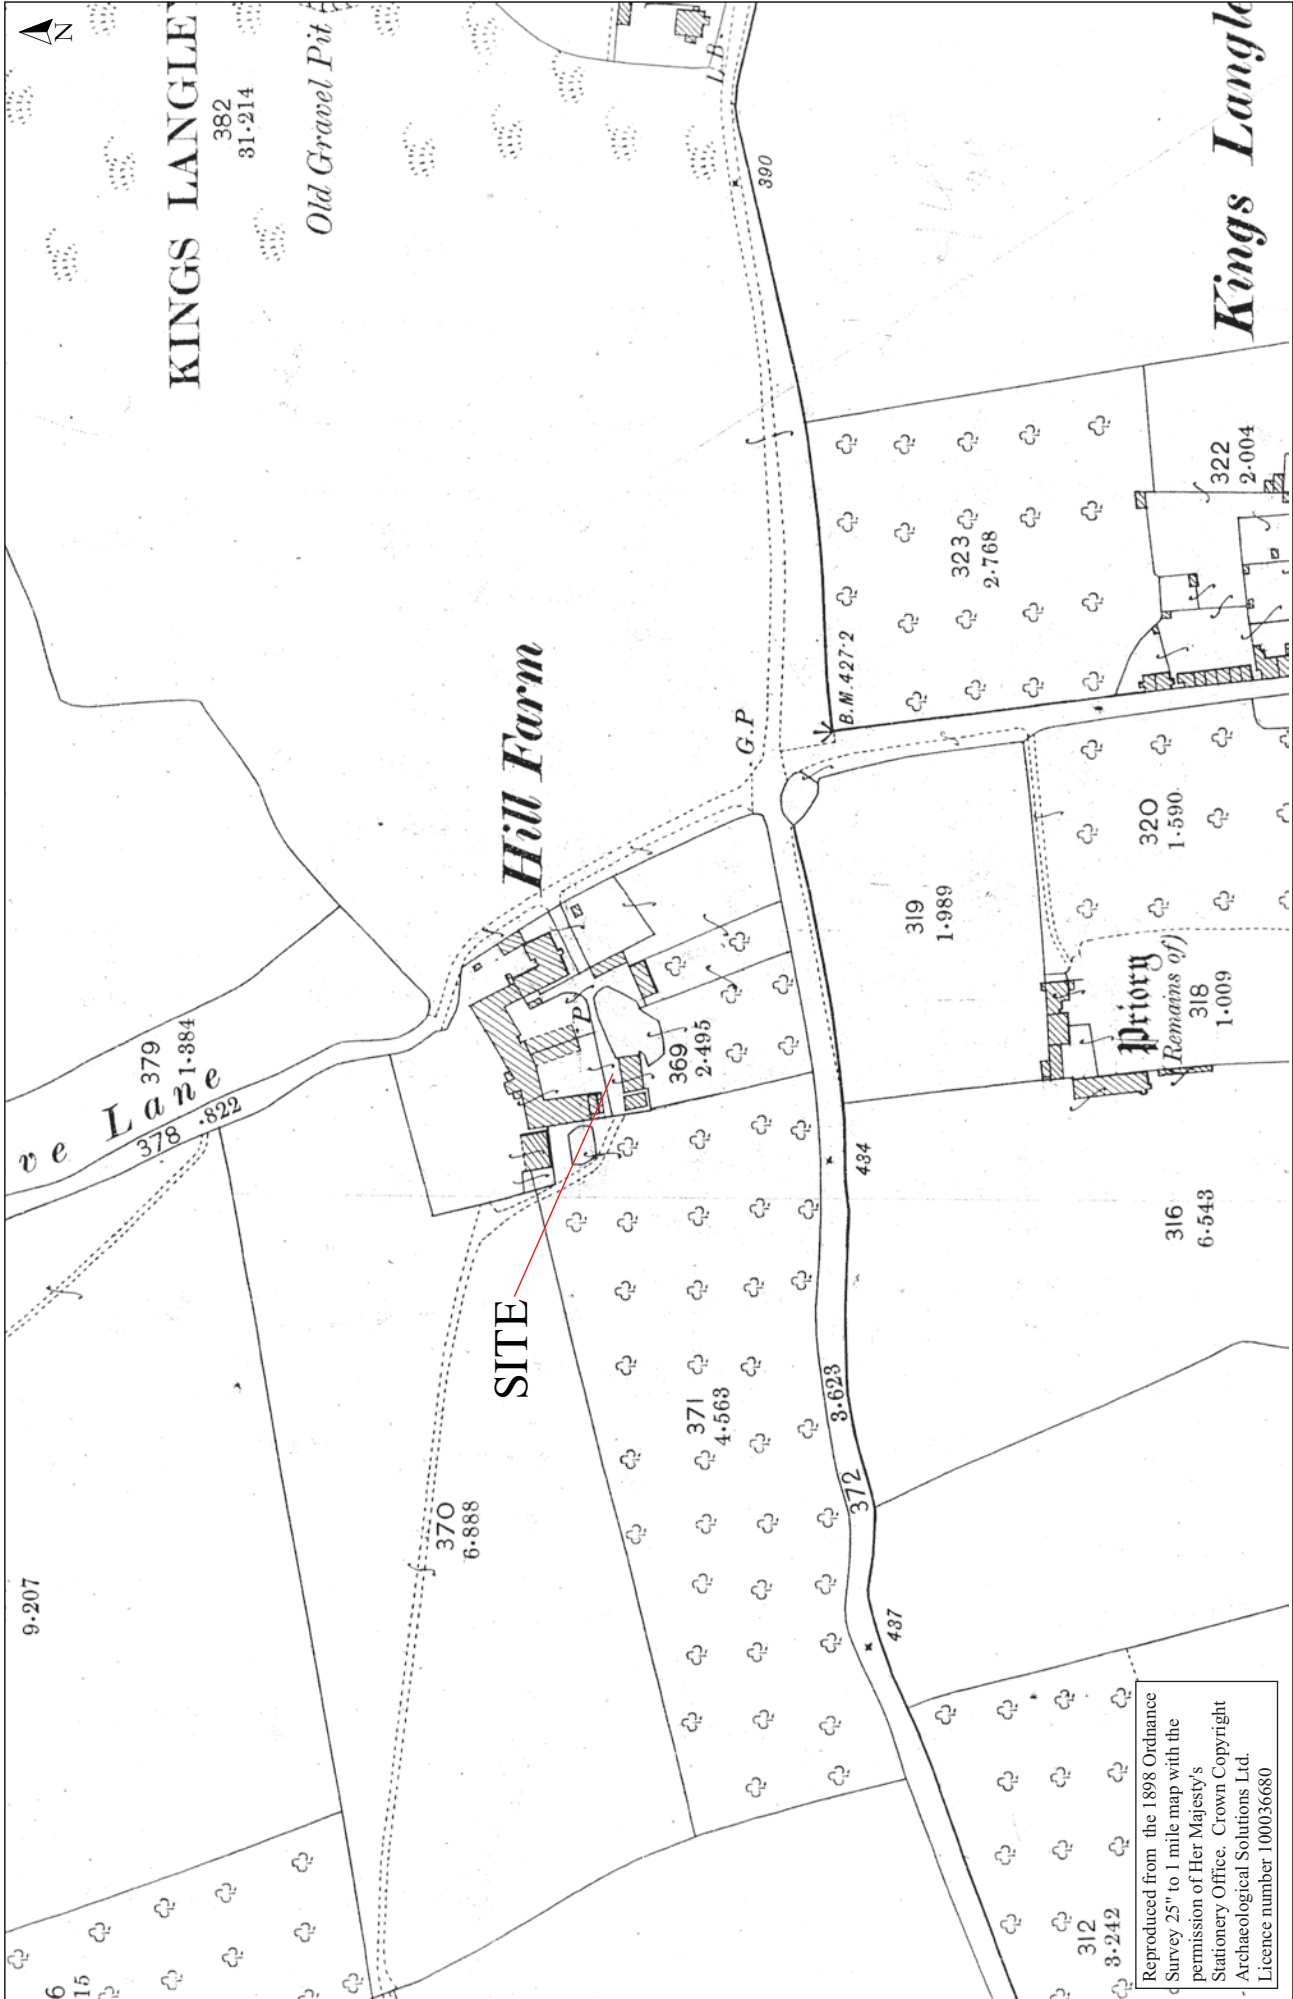 N
KINGS LANGLEY
382
31·214
Old Gravel Pit
L.B.
390
Kings Langle
9·207
379
1·384
ve Lane
378 ·822
Hill Farm
G.P
B.M.427·2
323
2·768
322
2·004
P
369
2·495
SITE
370
6·888
371
4·563
319
1·989
320
1·590
Priory
Remains of)
318
1·009
434
316
6·543
3·623
372
437
6
15
312
3·242
Reproduced from the 1898 Ordnance
Survey 25" to 1 mile map with the
permission of Her Majesty's
Stationery Office. Crown Copyright
Archaeological Solutions Ltd.
Licence number 100036680